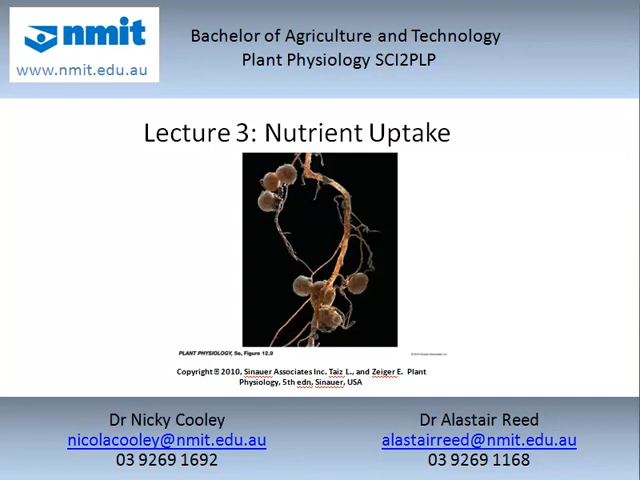 nmit
www.nmit.edu.au
Bachelor of Agriculture and Technology
Plant Physiology SCI2PLP
Lecture 3: Nutrient Uptake
PLANT PHYSIOLOGY, 5e, Figure 12.9
Copyright 2010, Sinauer Associates Inc. Taiz L., and Zeiger E. Plant
Physiology, 5th edn, Sinauer, USA
Dr Nicky Cooley
nicolacooley@nmit.edu.au
03 9269 1692
Dr Alastair Reed
alastairreed@nmit.edu.au
03 9269 1168